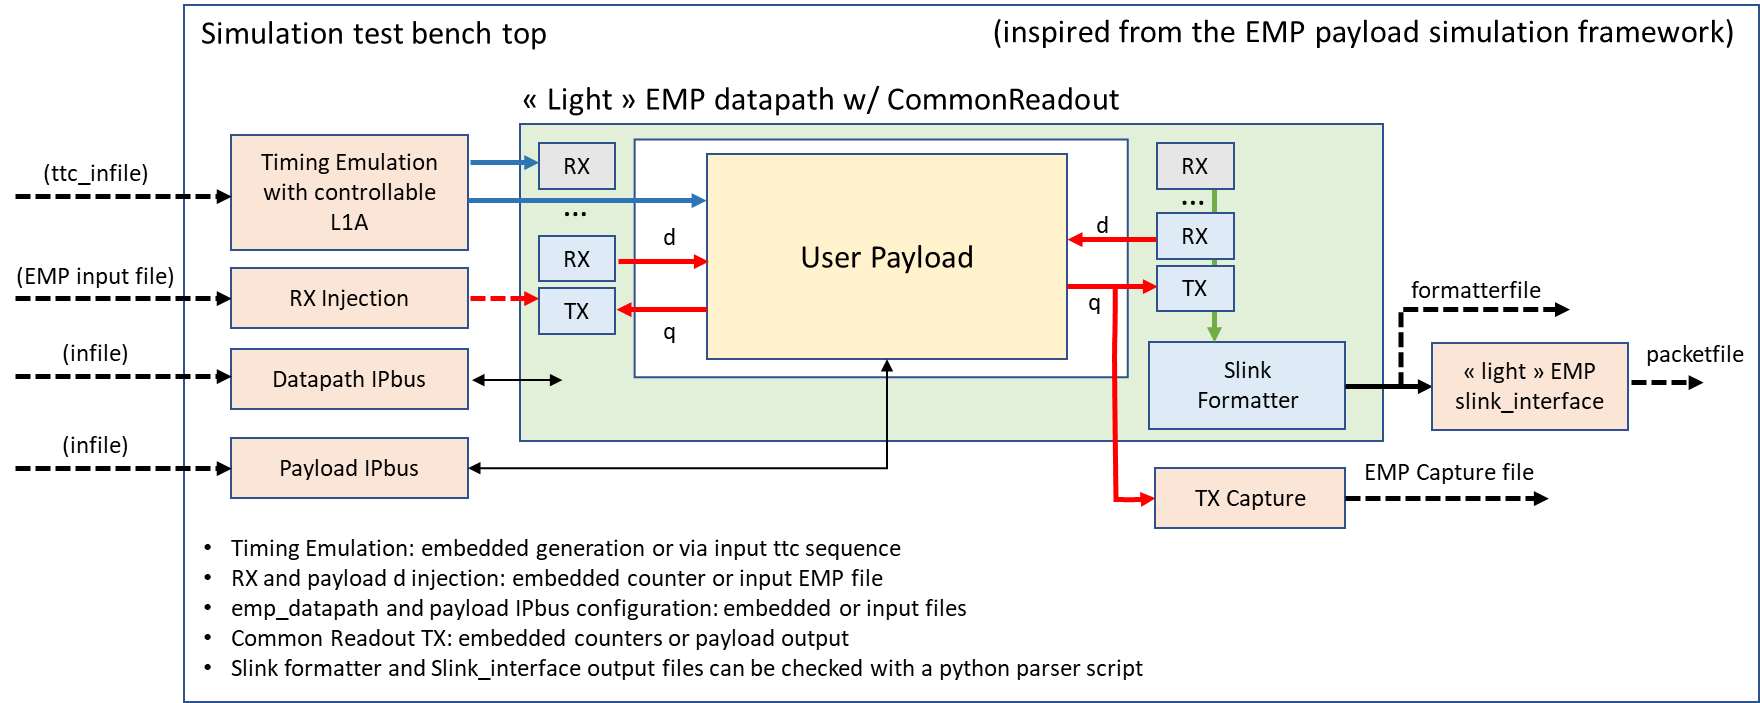 Simulation test bench top
(inspired from the EMP payload simulation framework)
« Light » EMP datapath w/ CommonReadout
(ttc_infile)
Timing Emulation
with controllable
L1A
RX
...
RX
TX
d
q
User Payload
d
q
RX
...
RX
TX
(EMP input file)
RX Injection
(infile)
Datapath IPbus
(infile)
Payload IPbus
Slink
Formatter
formatterfile
« light » EMP
slink_interface
packetfile
TX Capture
EMP Capture file
• Timing Emulation: embedded generation or via input ttc sequence
• RX and payload d injection: embedded counter or input EMP file
• emp_datapath and payload IPbus configuration: embedded or input files
• Common Readout TX: embedded counters or payload output
• Slink formatter and Slink_interface output files can be checked with a python parser script